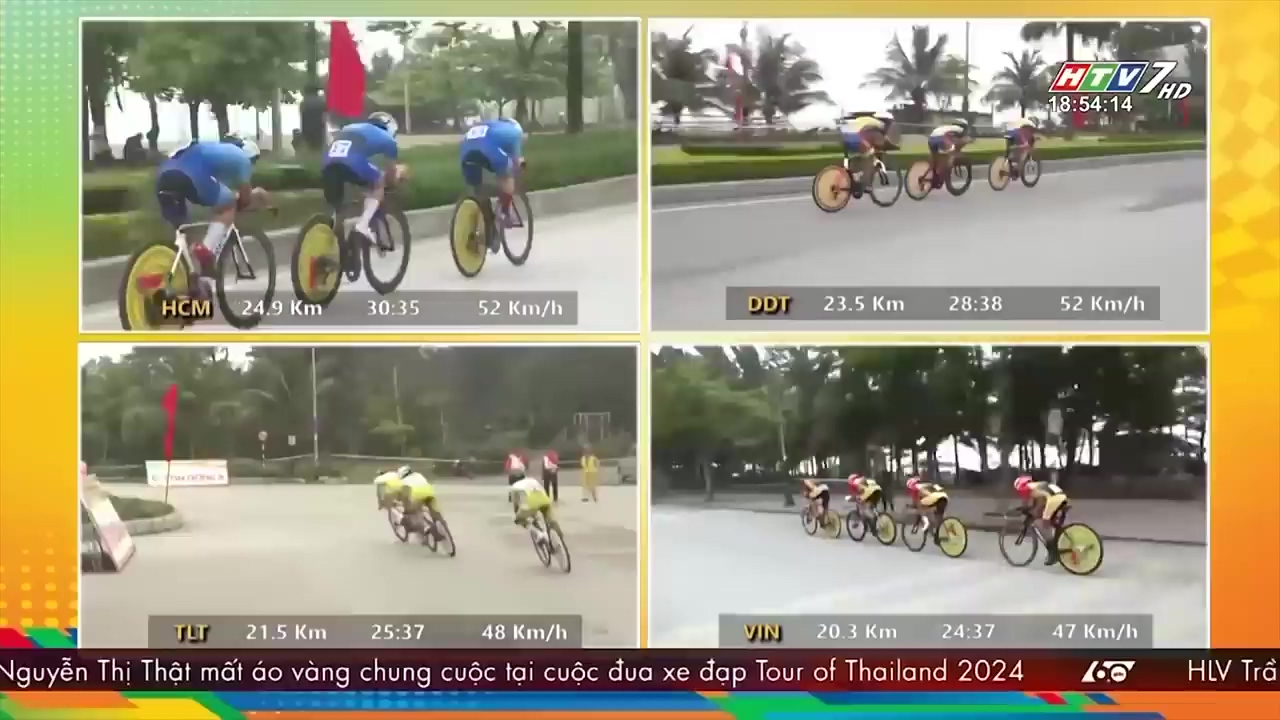 HTV7 HD
18:54:14
HCM 24.9 Km 30:35 52 Km/h
DDT 23.5 Km 28:38 52 Km/h
TLT 21.5 Km 25:37 48 Km/h
VIN 20.3 Km 24:37 47 Km/h
Nguyễn Thị Thật mất áo vàng chung cuộc tại cuộc đua xe đạp Tour of Thailand 2024 60 HLV Trầ